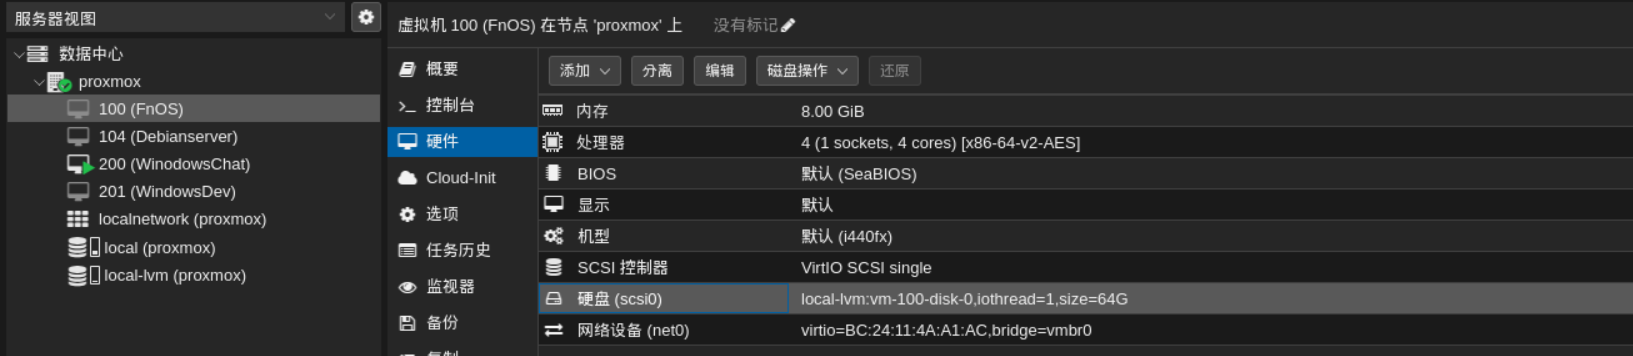 服务器视图
数据中心
proxmox
100 (FnOS)
104 (Debianserver)
200 (WinodowsChat)
201 (WindowsDev)
localnetwork (proxmox)
local (proxmox)
local-lvm (proxmox)
虚拟机 100 (FnOS) 在节点 'proxmox' 上 没有标记
概要
控制台
硬件
Cloud-Init
选项
任务历史
监视器
备份
复制
添加 分离 编辑 磁盘操作 还原
内存 8.00 GiB
处理器 4 (1 sockets, 4 cores) [x86-64-v2-AES]
BIOS 默认 (SeaBIOS)
显示 默认
机型 默认 (i440fx)
SCSI 控制器 VirtIO SCSI single
硬盘 (scsi0) local-lvm:vm-100-disk-0,iothread=1,size=64G
网络设备 (net0) virtio=BC:24:11:4A:A1:AC,bridge=vmbr0